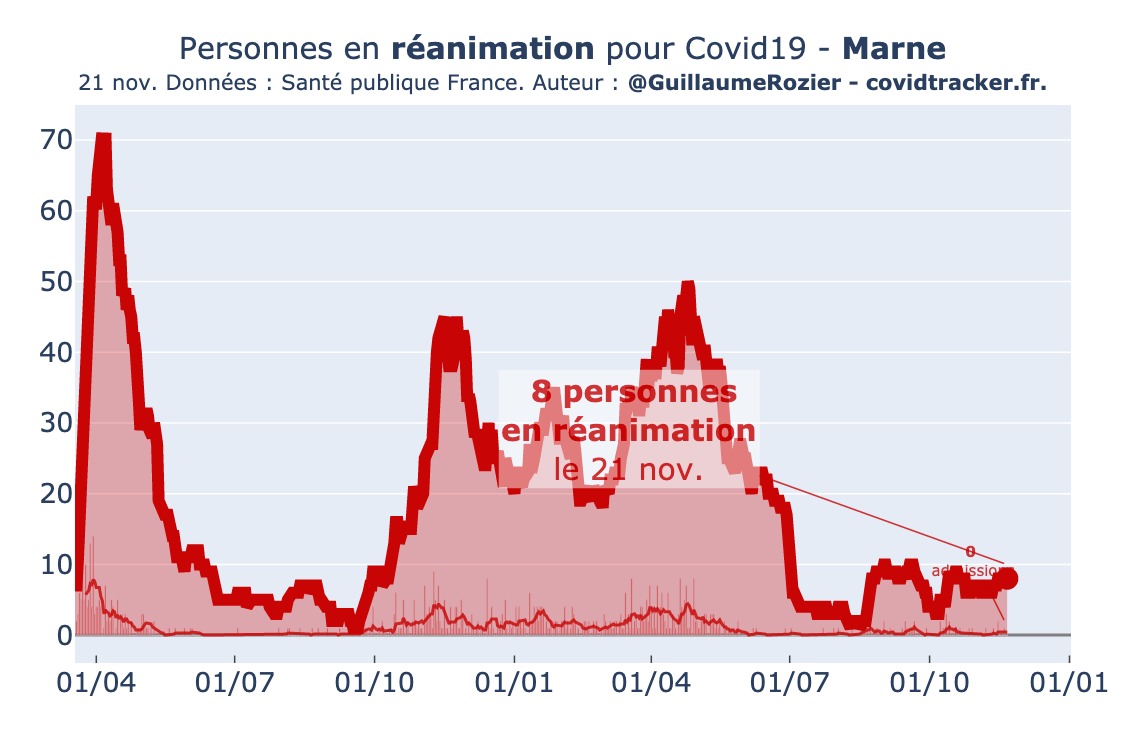 Personnes en réanimation pour Covid19 - Marne
21 nov. Données : Santé publique France. Auteur : @GuillaumeRozier - covidtracker.fr.
70
60
50
40
30
20
10
0
8 personnes
en réanimation
le 21 nov.
0
admissions
01/04
01/07
01/10
01/01
01/04
01/07
01/10
01/01